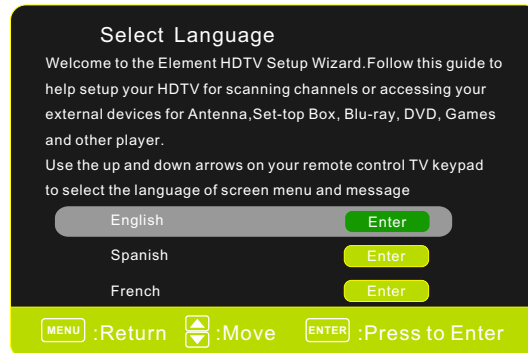 Select Language
Welcome to the Element HDTV Setup Wizard.Follow this guide to
help setup your HDTV for scanning channels or accessing your
external devices for Antenna,Set-top Box, Blu-ray, DVD, Games
and other player.
Use the up and down arrows on your remote control TV keypad
to select the language of screen menu and message
English Enter
Spanish Enter
French Enter
MENU :Return :Move ENTER :Press to Enter